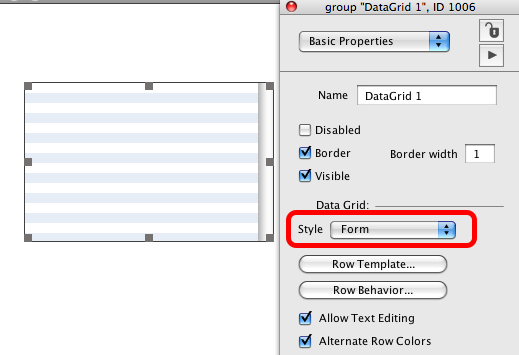 group "DataGrid 1", ID 1006
Basic Properties
Name DataGrid 1
Disabled
Border Border width 1
Visible
Data Grid:
Style Form
Row Template...
Row Behavior...
Allow Text Editing
Alternate Row Colors